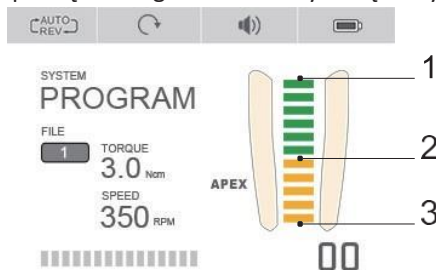 AUTO
REV
1
SYSTEM
PROGRAM
FILE
1
TORQUE
3.0 Ncm
2
SPEED
350 RPM
APEX
3
00